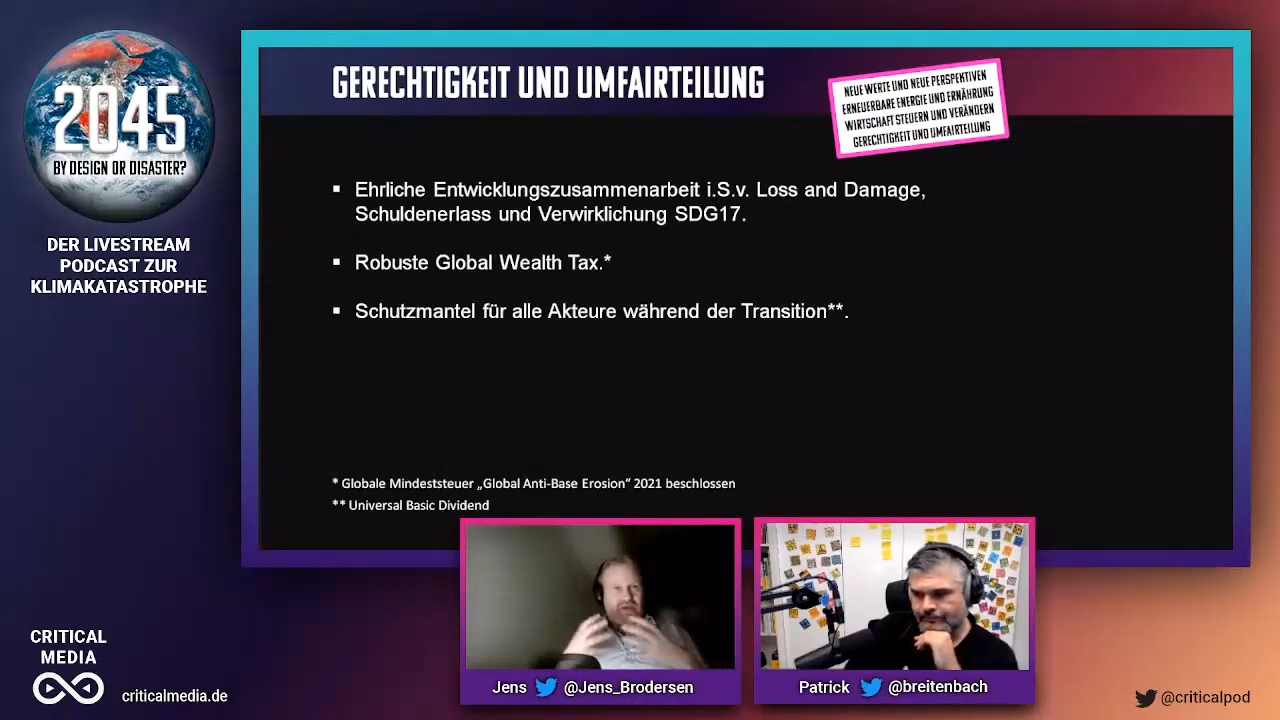 2045
BY DESIGN OR DISASTER?
DER LIVESTREAM
PODCAST ZUR
KLIMAKATASTROPHE
GERECHTIGKEIT UND UMFAIRTEILUNG
NEUE WERTE UND NEUE PERSPEKTIVEN
ERNEUERBARE ENERGIE UND ERNÄHRUNG
WIRTSCHAFT STEUERN UND VERÄNDERN
GERECHTIGKEIT UND UMFAIRTEILUNG
▪ Ehrliche Entwicklungszusammenarbeit i.S.v. Loss and Damage,
Schuldenerlass und Verwirklichung SDG17.
▪ Robuste Global Wealth Tax.*
▪ Schutzmantel für alle Akteure während der Transition**.
* Globale Mindeststeuer „Global Anti-Base Erosion“ 2021 beschlossen
** Universal Basic Dividend
Jens @Jens_Brodersen
Patrick @breitenbach
CRITICAL
MEDIA
criticalmedia.de
@criticalpod